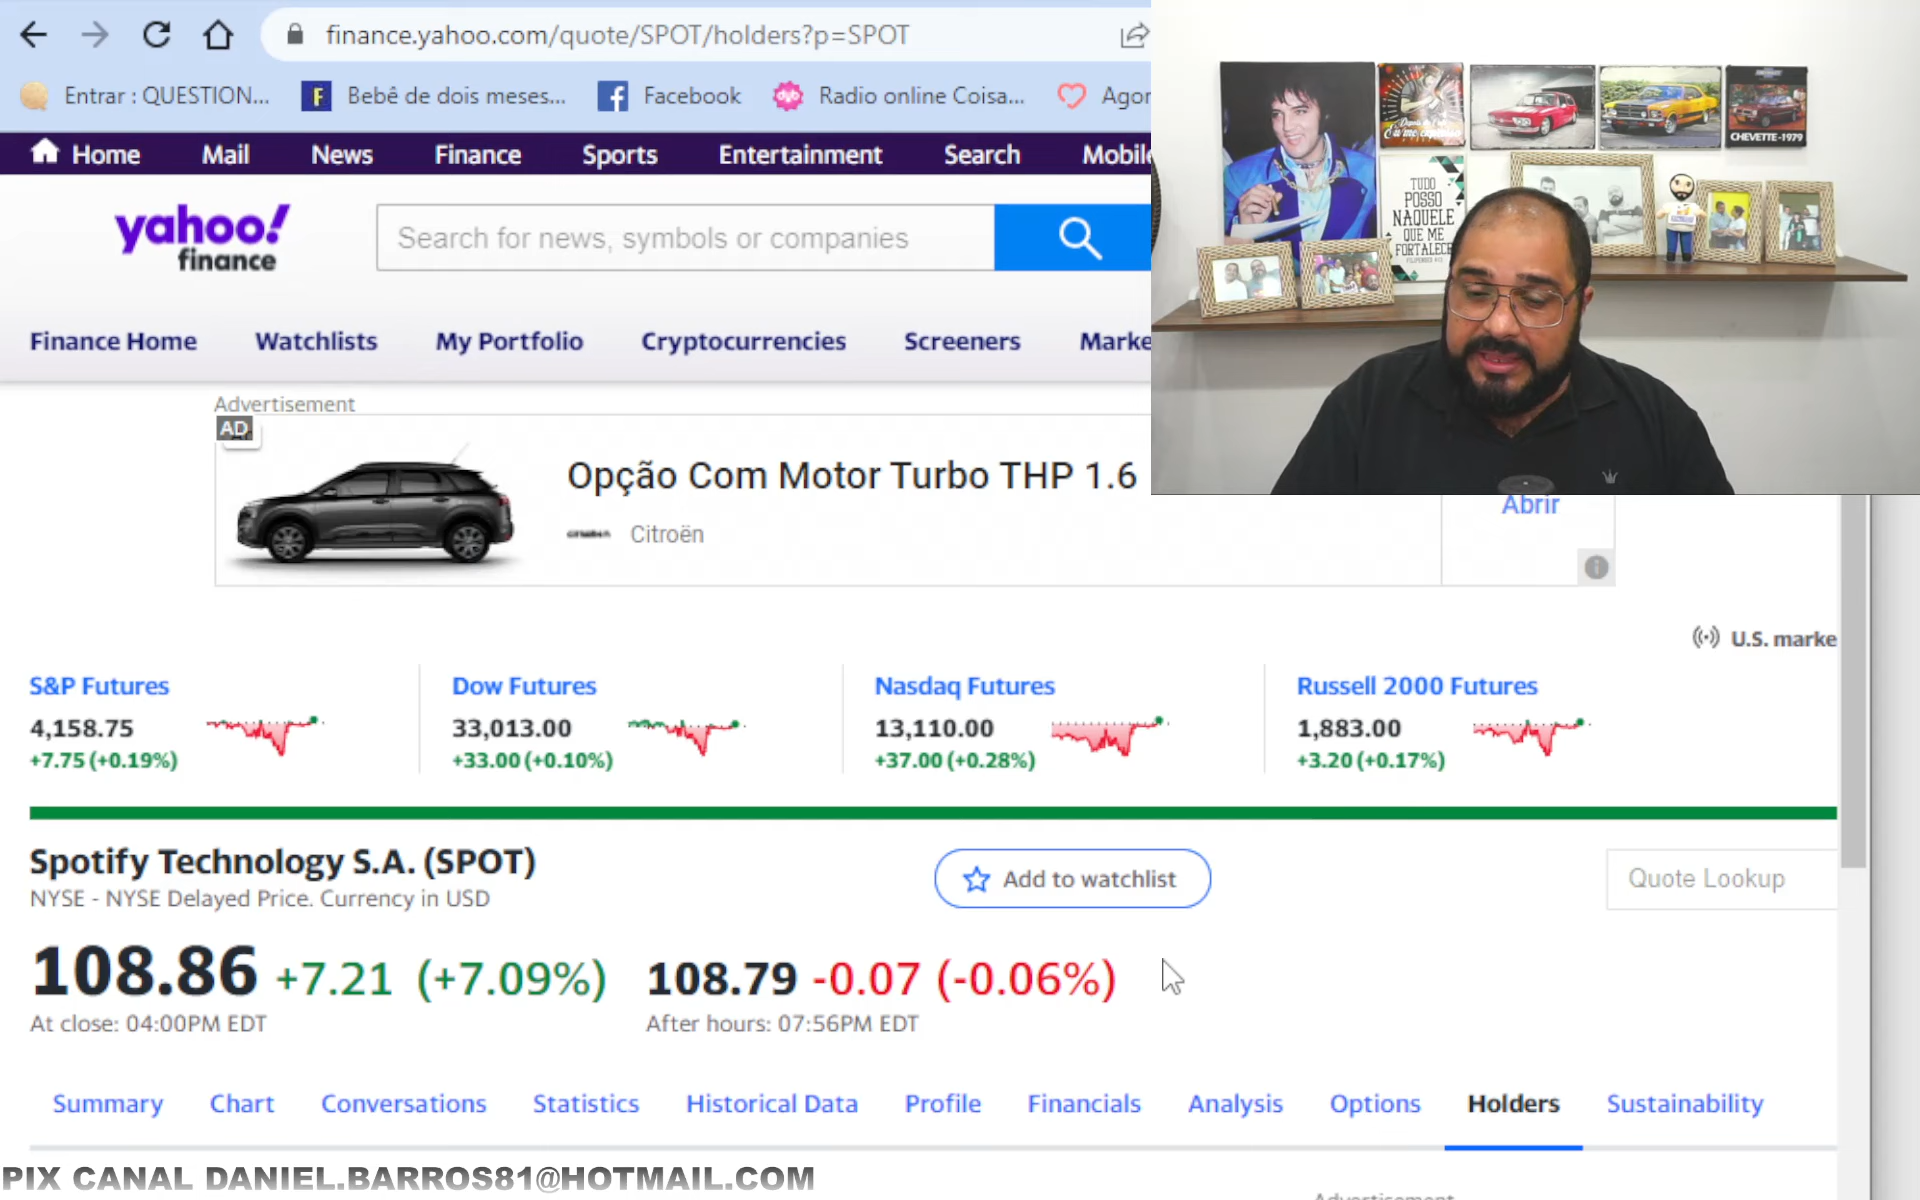 finance.yahoo.com/quote/SPOT/holders?p=SPOT
Entrar : QUESTION... Bebê de dois meses... Facebook Radio online Coisa... Agor
Home Mail News Finance Sports Entertainment Search Mobile
yahoo!
finance
Search for news, symbols or companies
Finance Home Watchlists My Portfolio Cryptocurrencies Screeners Marke
CHEVETTE-1979
TUDO
POSSO
NAQUELE
QUE ME
FORTALECE
Advertisement
AD
Opção Com Motor Turbo THP 1.6
Citroën
Abrir
U.S. marke
S&P Futures
4,158.75
+7.75 (+0.19%)
Dow Futures
33,013.00
+33.00 (+0.10%)
Nasdaq Futures
13,110.00
+37.00 (+0.28%)
Russell 2000 Futures
1,883.00
+3.20 (+0.17%)
Spotify Technology S.A. (SPOT)
NYSE - NYSE Delayed Price. Currency in USD
Add to watchlist
Quote Lookup
108.86 +7.21 (+7.09%) 108.79 -0.07 (-0.06%)
At close: 04:00PM EDT After hours: 07:56PM EDT
Summary Chart Conversations Statistics Historical Data Profile Financials Analysis Options Holders Sustainability
PIX CANAL DANIEL.BARROS81@HOTMAIL.COM
Advertisement